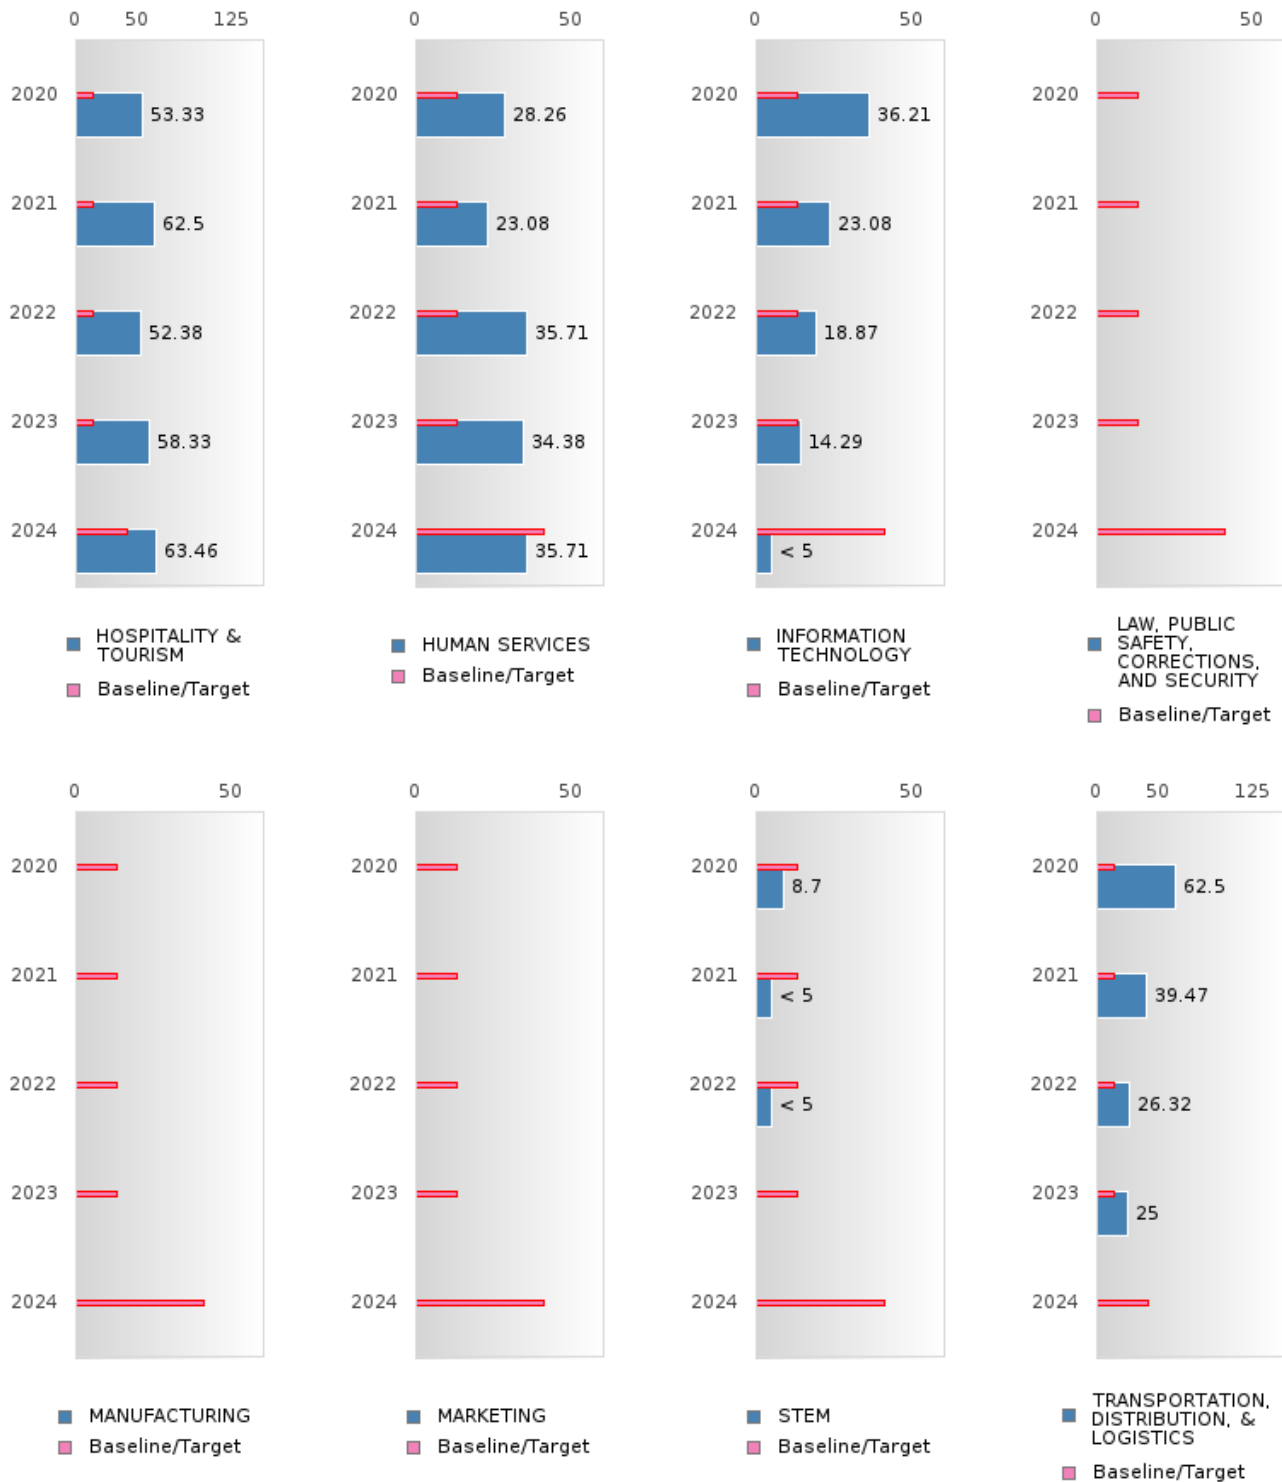 0 50 125
2020 53.33
2021 62.5
2022 52.38
2023 58.33
2024 63.46
HOSPITALITY &
TOURISM
Baseline/Target
0 50
2020 28.26
2021 23.08
2022 35.71
2023 34.38
2024 35.71
HUMAN SERVICES
Baseline/Target
0 50
2020 36.21
2021 23.08
2022 18.87
2023 14.29
2024 < 5
INFORMATION
TECHNOLOGY
Baseline/Target
0 50
2020
2021
2022
2023
2024
LAW, PUBLIC
SAFETY,
CORRECTIONS,
AND SECURITY
Baseline/Target
0 50
2020
2021
2022
2023
2024
MANUFACTURING
Baseline/Target
0 50
2020
2021
2022
2023
2024
MARKETING
Baseline/Target
0 50
2020 8.7
2021 < 5
2022 < 5
2023
2024
STEM
Baseline/Target
0 50 125
2020 62.5
2021 39.47
2022 26.32
2023 25
2024
TRANSPORTATION,
DISTRIBUTION, &
LOGISTICS
Baseline/Target